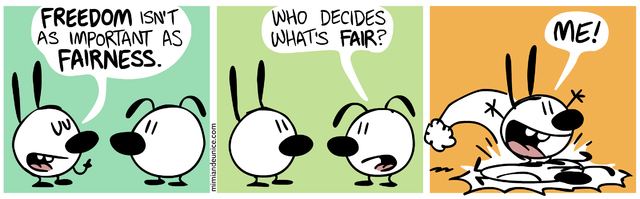 FREEDOM ISN'T
AS IMPORTANT AS
FAIRNESS.
mimiandeunice.com
WHO DECIDES
WHAT'S FAIR?
ME!